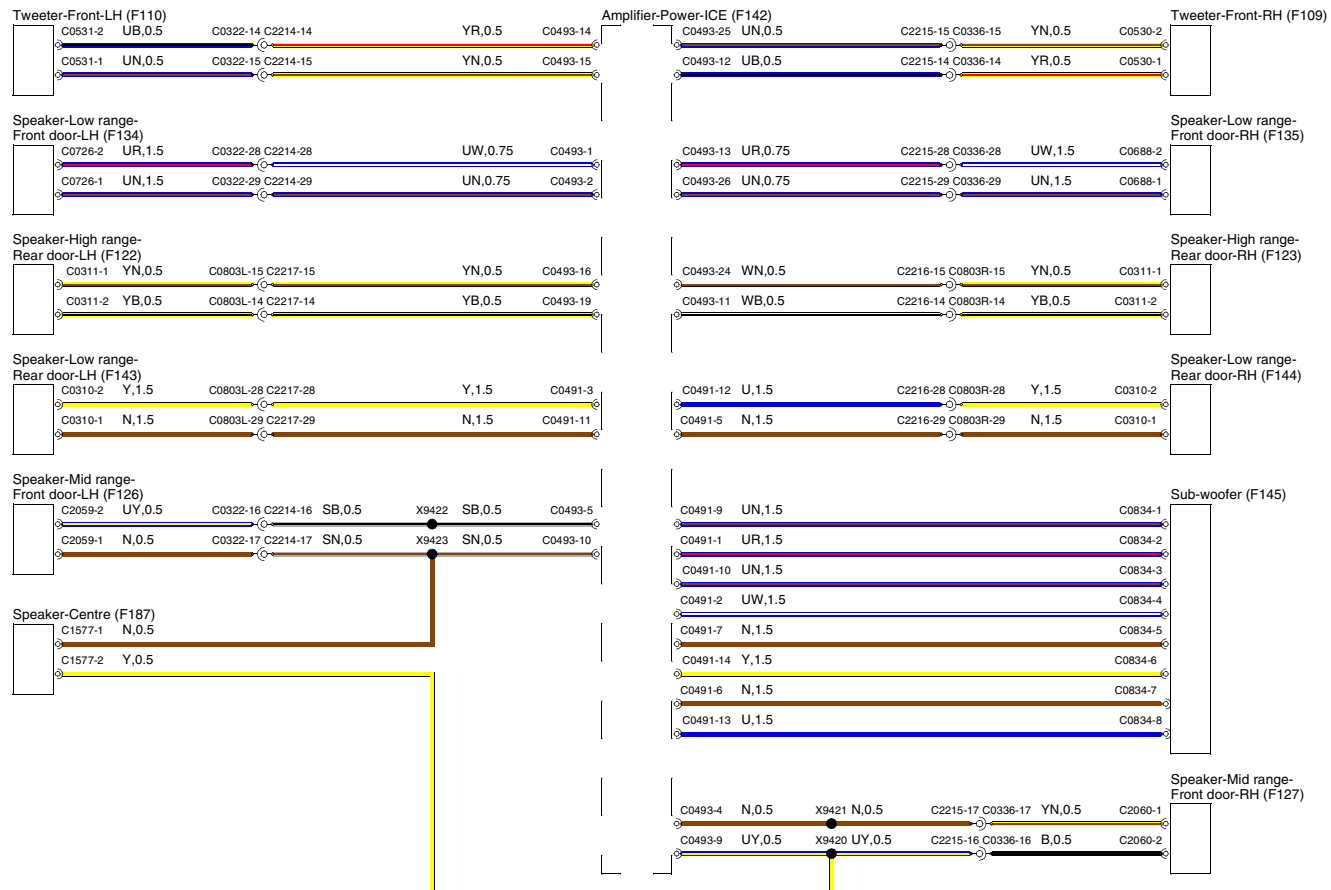 Tweeter-Front-LH (F110) Amplifier-Power-ICE (F142) Tweeter-Front-RH (F109)
C0531-2 UB,0.5 C0322-14 C2214-14 YR,0.5 C0493-14 C0493-25 UN,0.5 C2215-15 C0336-15 YN,0.5 C0530-2
C0531-1 UN,0.5 C0322-15 C2214-15 YN,0.5 C0493-15 C0493-12 UB,0.5 C2215-14 C0336-14 YR,0.5 C0530-1
Speaker-Low range- Speaker-Low range-
Front door-LH (F134) Front door-RH (F135)
C0726-2 UR,1.5 C0322-28 C2214-28 UW,0.75 C0493-1 C0493-13 UR,0.75 C2215-28 C0336-28 UW,1.5 C0688-2
C0726-1 UN,1.5 C0322-29 C2214-29 UN,0.75 C0493-2 C0493-26 UN,0.75 C2215-29 C0336-29 UN,1.5 C0688-1
Speaker-High range- Speaker-High range-
Rear door-LH (F122) Rear door-RH (F123)
C0311-1 YN,0.5 C0803L-15 C2217-15 YN,0.5 C0493-16 C0493-24 WN,0.5 C2216-15 C0803R-15 YN,0.5 C0311-1
C0311-2 YB,0.5 C0803L-14 C2217-14 YB,0.5 C0493-19 C0493-11 WB,0.5 C2216-14 C0803R-14 YB,0.5 C0311-2
Speaker-Low range- Speaker-Low range-
Rear door-LH (F143) Rear door-RH (F144)
C0310-2 Y,1.5 C0803L-28 C2217-28 Y,1.5 C0491-3 C0491-12 U,1.5 C2216-28 C0803R-28 Y,1.5 C0310-2
C0310-1 N,1.5 C0803L-29 C2217-29 N,1.5 C0491-11 C0491-5 N,1.5 C2216-29 C0803R-29 N,1.5 C0310-1
Speaker-Mid range-
Front door-LH (F126) Sub-woofer (F145)
C2059-2 UY,0.5 C0322-16 C2214-16 SB,0.5 X9422 SB,0.5 C0493-5 C0491-9 UN,1.5 C0834-1
C2059-1 N,0.5 C0322-17 C2214-17 SN,0.5 X9423 SN,0.5 C0493-10 C0491-1 UR,1.5 C0834-2
C0491-10 UN,1.5 C0834-3
C0491-2 UW,1.5 C0834-4
Speaker-Centre (F187)
C1577-1 N,0.5 C0491-7 N,1.5 C0834-5
C1577-2 Y,0.5 C0491-14 Y,1.5 C0834-6
C0491-6 N,1.5 C0834-7
C0491-13 U,1.5 C0834-8
Speaker-Mid range-
Front door-RH (F127)
C0493-4 N,0.5 X9421 N,0.5 C2215-17 C0336-17 YN,0.5 C2060-1
C0493-9 UY,0.5 X9420 UY,0.5 C2215-16 C0336-16 B,0.5 C2060-2